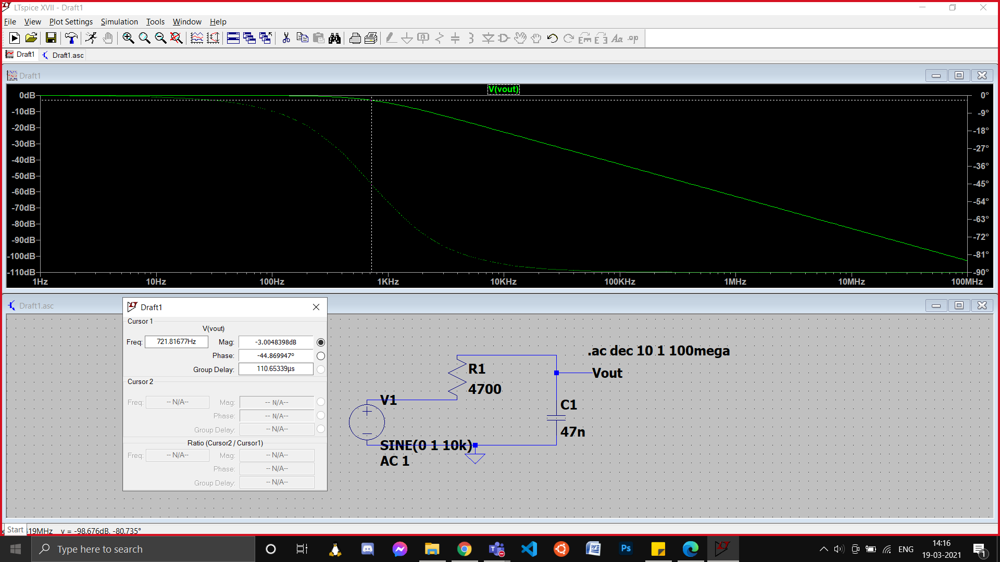 LTspice XVII - Draft1
File View Plot Settings Simulation Tools Window Help
Draft1 Draft1.asc
Draft1
V(vout)
0dB 0°
-10dB -9°
-20dB -18°
-30dB -27°
-40dB -36°
-50dB -45°
-60dB -54°
-70dB -63°
-80dB -72°
-90dB -81°
-100dB
-110dB -90°
1Hz 10Hz 100Hz 1KHz 10KHz 100KHz 1MHz 10MHz 100MHz
Draft1.asc
Draft1
Cursor 1
V(vout)
Freq: 721.81677Hz Mag: -3.0048398dB
Phase: -44.869947°
Group Delay: 110.65339µs
Cursor 2
Freq: -- N/A-- Mag: -- N/A--
Phase: -- N/A--
Group Delay: -- N/A--
Ratio (Cursor2 / Cursor1)
Freq: -- N/A-- Mag: -- N/A--
Phase: -- N/A--
Group Delay: -- N/A--
.ac dec 10 1 100mega
R1
4700
Vout
V1
C1
47n
SINE(0 1 10k)
AC 1
Start 19MHz y = -98.676dB, -80.735°
Type here to search
ENG
14:16
19-03-2021
1